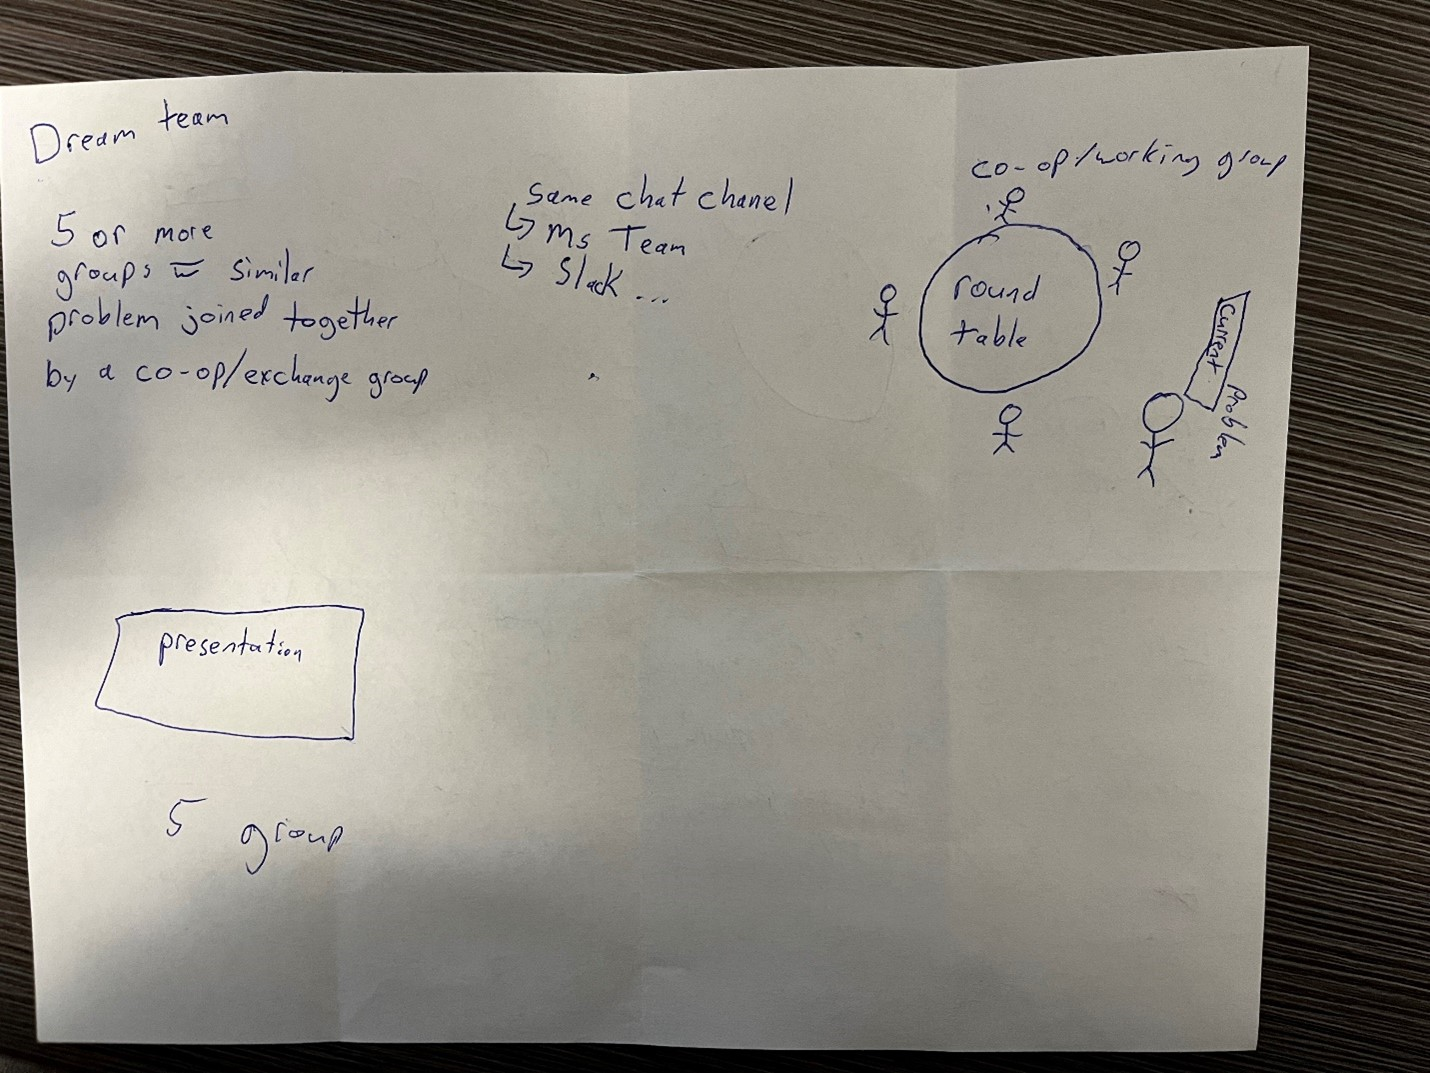 Dream team
5 or more
groups w similar
problem joined together
by a co-op/exchange group
same chat chanel
↳ Ms Team
↳ Slack ...
co-op/working group
round
table
Current
Problem
presentation
5 group